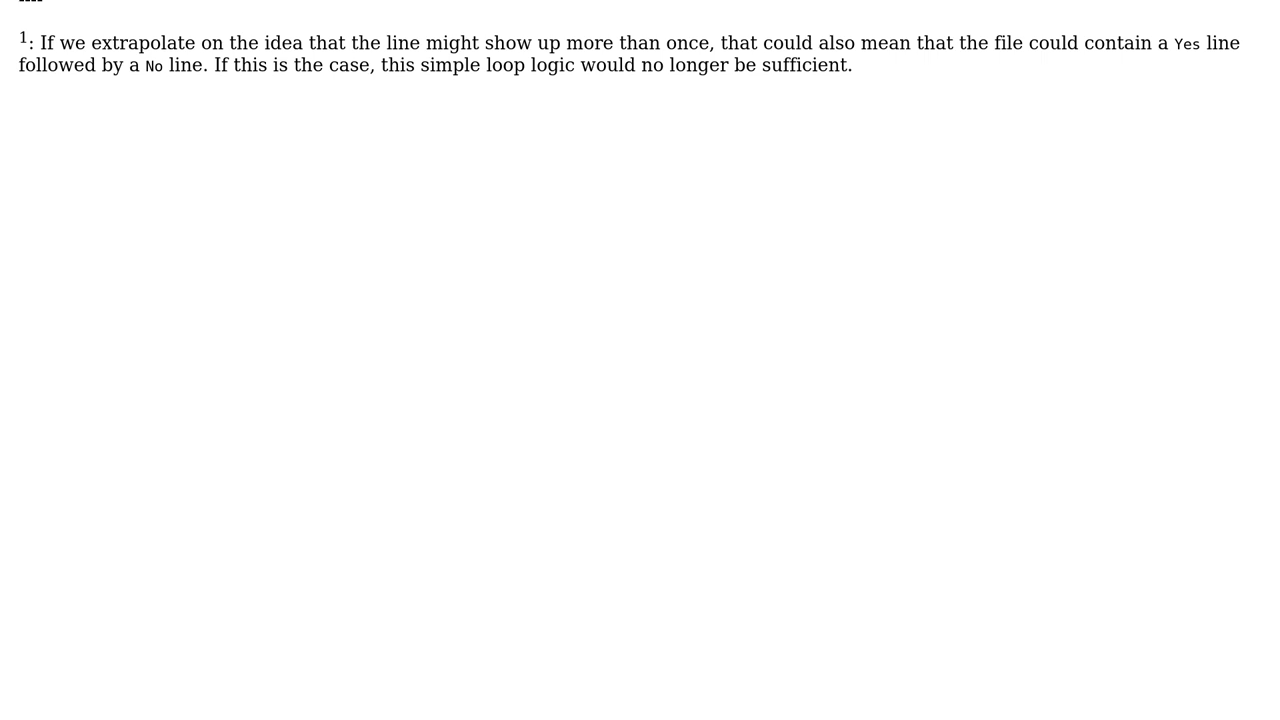 1: If we extrapolate on the idea that the line might show up more than once, that could also mean that the file could contain a Yes line
followed by a No line. If this is the case, this simple loop logic would no longer be sufficient.